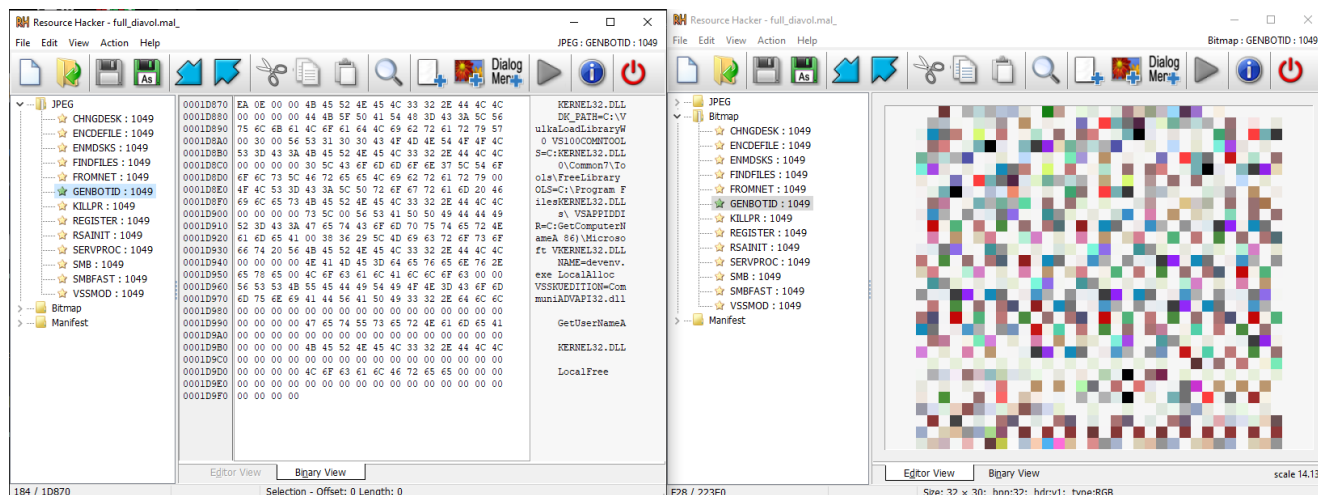 Resource Hacker - full_diavol.mal_
File Edit View Action Help
JPEG : GENBOTID : 1049
As
Dialog
Menu
JPEG
CHNGDESK : 1049
ENCDEFILE : 1049
ENMDSKS : 1049
FINDFILES : 1049
FROMNET : 1049
GENBOTID : 1049
KILLPR : 1049
REGISTER : 1049
RSAINIT : 1049
SERVPROC : 1049
SMB : 1049
SMBFAST : 1049
VSSMOD : 1049
Bitmap
Manifest
0001D870 EA 0E 00 00 4B 45 52 4E 45 4C 33 32 2E 44 4C 4C KERNEL32.DLL
0001D880 00 00 00 00 44 4B 5F 50 41 54 48 3D 43 3A 5C 56 DK_PATH=C:\V
0001D890 75 6C 6B 61 4C 6F 61 64 4C 69 62 72 61 72 79 57 ulkaLoadLibraryW
0001D8A0 00 30 00 56 53 31 30 30 43 4F 4D 4E 54 4F 4F 4C 0 VS100COMNTOOL
0001D8B0 53 3D 43 3A 4B 45 52 4E 45 4C 33 32 2E 44 4C 4C S=C:KERNEL32.DLL
0001D8C0 00 00 00 00 30 5C 43 6F 6D 6D 6F 6E 37 5C 54 6F 0\Common7\To
0001D8D0 6F 6C 73 5C 46 72 65 65 4C 69 62 72 61 72 79 00 ols\FreeLibrary
0001D8E0 4F 4C 53 3D 43 3A 5C 50 72 6F 67 72 61 6D 20 46 OLS=C:\Program F
0001D8F0 69 6C 65 73 4B 45 52 4E 45 4C 33 32 2E 44 4C 4C ilesKERNEL32.DLL
0001D900 00 00 00 00 73 5C 00 56 53 41 50 50 49 44 44 49 s\ VSAPPIDDI
0001D910 52 3D 43 3A 47 65 74 43 6F 6D 70 75 74 65 72 4E R=C:GetComputerN
0001D920 61 6D 65 41 00 38 36 29 5C 4D 69 63 72 6F 73 6F ameA 86)\Microso
0001D930 66 74 20 56 4B 45 52 4E 45 4C 33 32 2E 44 4C 4C ft VKERNEL32.DLL
0001D940 00 00 00 00 4E 41 4D 45 3D 64 65 76 65 6E 76 2E NAME=devenv.
0001D950 65 78 65 00 4C 6F 63 61 6C 41 6C 6C 6F 63 00 00 exe LocalAlloc
0001D960 56 53 53 4B 55 45 44 49 54 49 4F 4E 3D 43 6F 6D VSSKUEDITION=Com
0001D970 6D 75 6E 69 41 44 56 41 50 49 33 32 2E 64 6C 6C muniADVAPI32.dll
0001D980 00 00 00 00 00 00 00 00 00 00 00 00 00 00 00 00
0001D990 00 00 00 00 47 65 74 55 73 65 72 4E 61 6D 65 41 GetUserNameA
0001D9A0 00 00 00 00 00 00 00 00 00 00 00 00 00 00 00 00
0001D9B0 00 00 00 00 4B 45 52 4E 45 4C 33 32 2E 44 4C 4C KERNEL32.DLL
0001D9C0 00 00 00 00 00 00 00 00 00 00 00 00 00 00 00 00
0001D9D0 00 00 00 00 4C 6F 63 61 6C 46 72 65 65 00 00 00 LocalFree
0001D9E0 00 00 00 00 00 00 00 00 00 00 00 00 00 00 00 00
0001D9F0 00 00 00 00
Editor View Binary View
184 / 1D870 Selection - Offset: 0 Length: 0
Resource Hacker - full_diavol.mal_
File Edit View Action Help
Bitmap : GENBOTID : 1049
As
Dialog
Menu
JPEG
Bitmap
CHNGDESK : 1049
ENCDEFILE : 1049
ENMDSKS : 1049
FINDFILES : 1049
FROMNET : 1049
GENBOTID : 1049
KILLPR : 1049
REGISTER : 1049
RSAINIT : 1049
SERVPROC : 1049
SMB : 1049
SMBFAST : 1049
VSSMOD : 1049
Manifest
Editor View Binary View scale 14.13
F28 / 223F0 Size: 32 × 30; bpp:32; hdr:v1; type:RGB